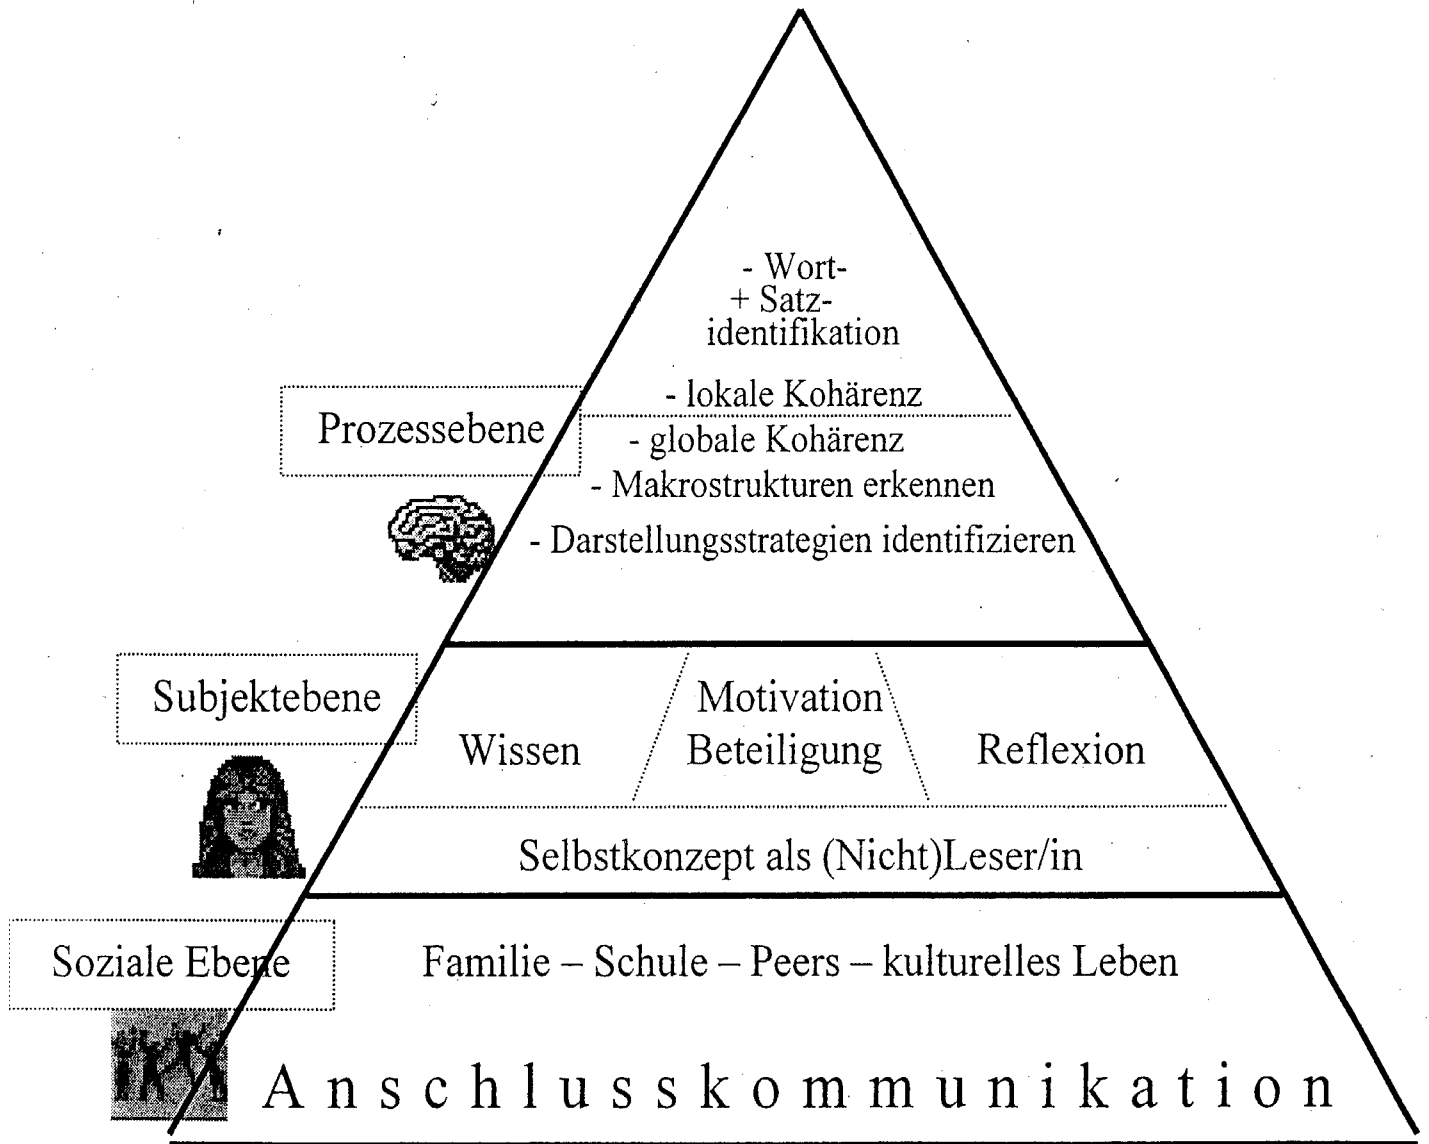 - Wort-
+ Satz-
identifikation
- lokale Kohärenz
Prozessebene
- globale Kohärenz
- Makrostrukturen erkennen
- Darstellungsstrategien identifizieren
Subjektebene
Wissen
Motivation
Beteiligung
Reflexion
Selbstkonzept als (Nicht)Leser/in
Soziale Ebene
Familie – Schule – Peers – kulturelles Leben
Anschlusskommunikation